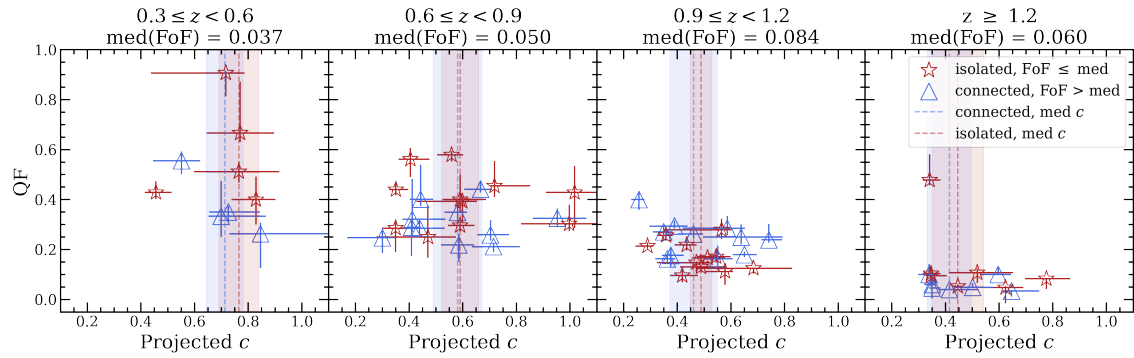 0.3 ≤ z < 0.6
med(FoF) = 0.037
0.6 ≤ z < 0.9
med(FoF) = 0.050
0.9 ≤ z < 1.2
med(FoF) = 0.084
z ≥ 1.2
med(FoF) = 0.060
QF
1.0
0.8
0.6
0.4
0.2
0.0
isolated, FoF ≤ med
connected, FoF > med
connected, med c
isolated, med c
0.2 0.4 0.6 0.8 1.0
0.2 0.4 0.6 0.8 1.0
0.2 0.4 0.6 0.8 1.0
0.2 0.4 0.6 0.8 1.0
Projected c
Projected c
Projected c
Projected c